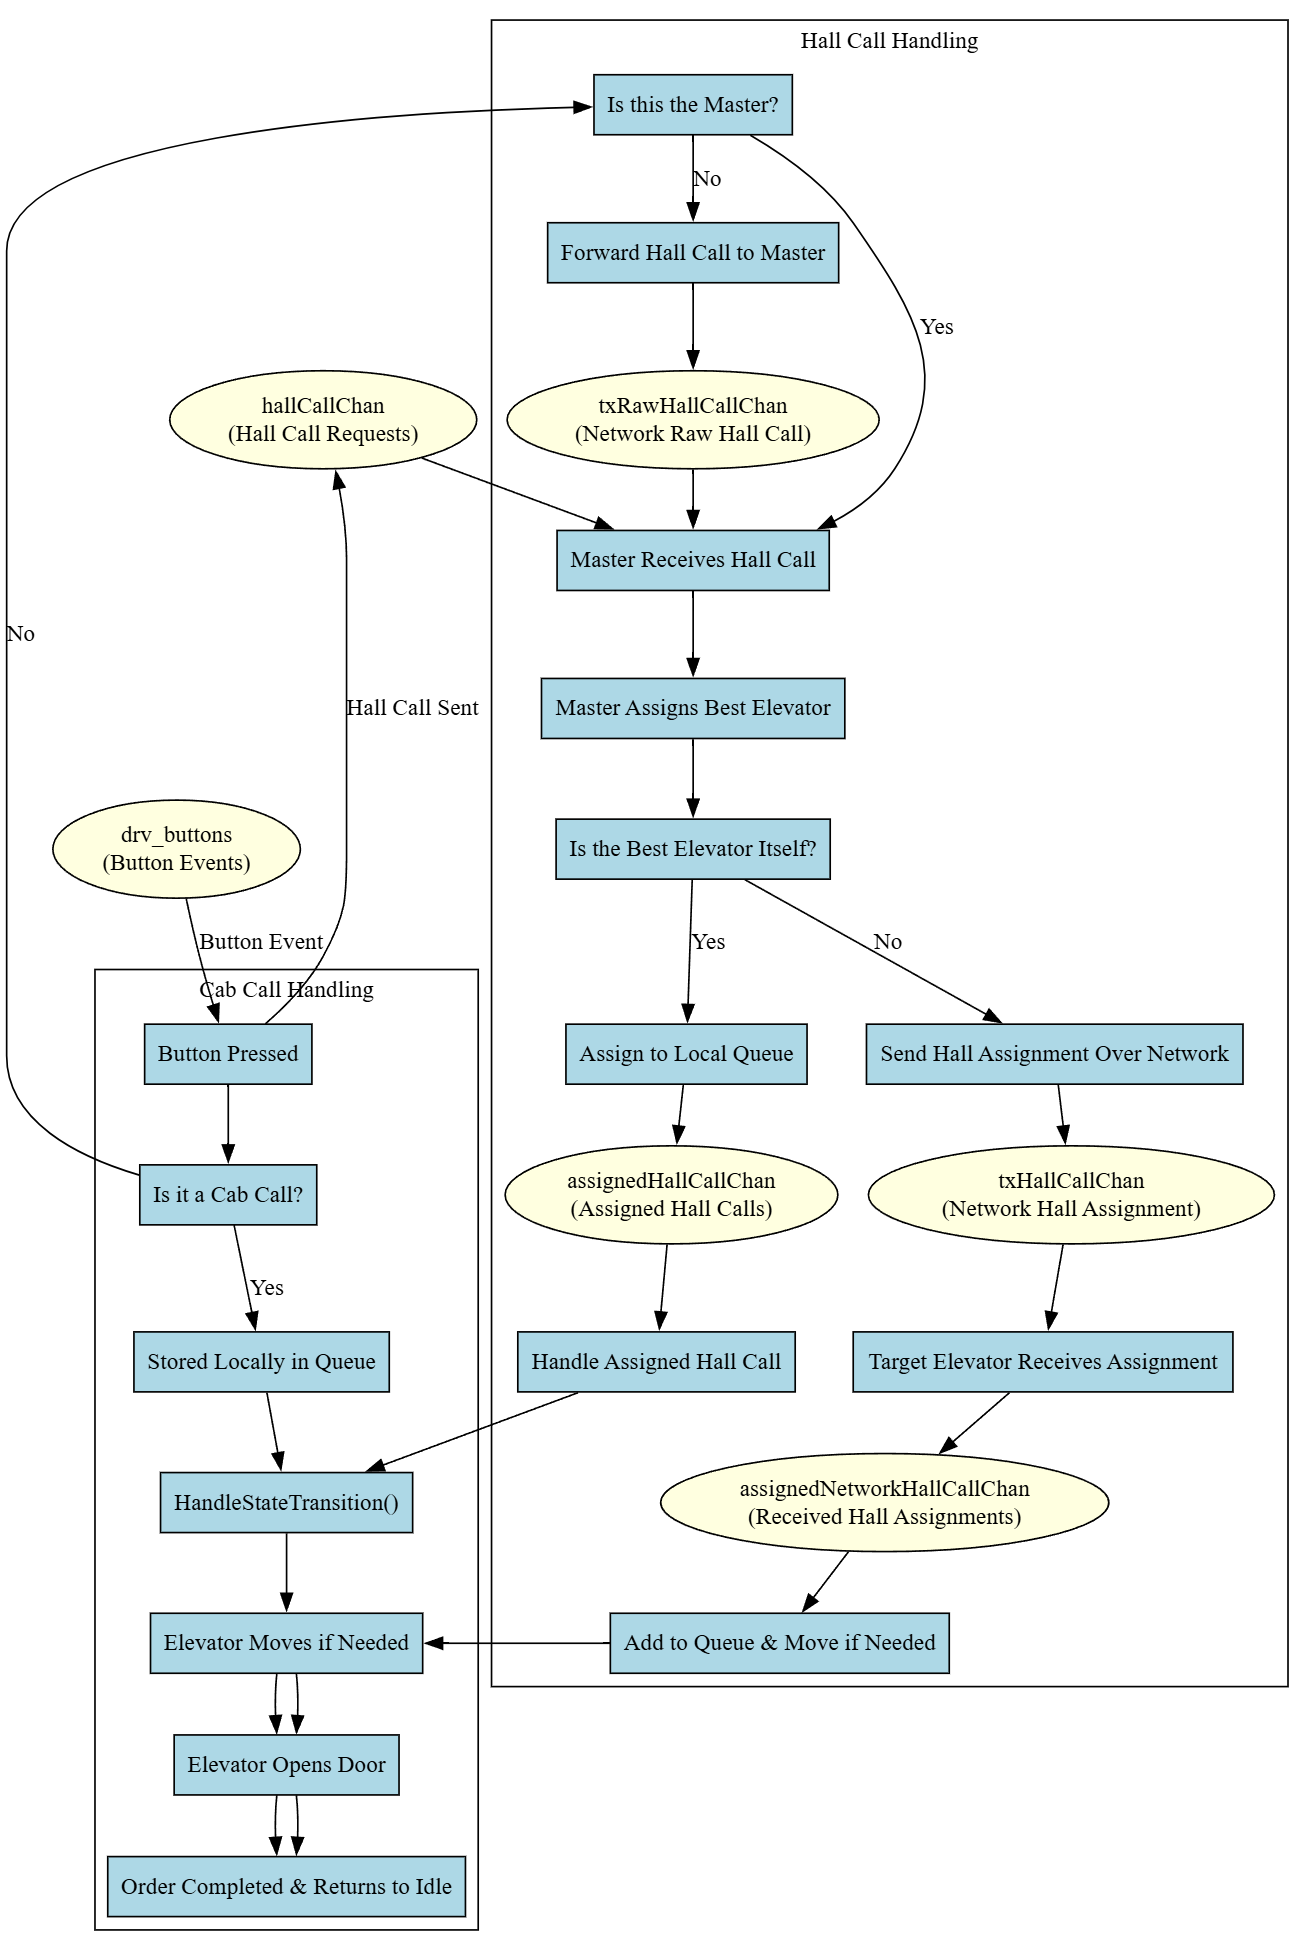 Hall Call Handling
Is this the Master?
No
Forward Hall Call to Master
Yes
hallCallChan
(Hall Call Requests)
txRawHallCallChan
(Network Raw Hall Call)
Master Receives Hall Call
No
Hall Call Sent
Master Assigns Best Elevator
drv_buttons
(Button Events)
Is the Best Elevator Itself?
Button Event
Yes
No
Cab Call Handling
Button Pressed
Assign to Local Queue
Send Hall Assignment Over Network
Is it a Cab Call?
assignedHallCallChan
(Assigned Hall Calls)
txHallCallChan
(Network Hall Assignment)
Yes
Stored Locally in Queue
Handle Assigned Hall Call
Target Elevator Receives Assignment
HandleStateTransition()
assignedNetworkHallCallChan
(Received Hall Assignments)
Elevator Moves if Needed
Add to Queue & Move if Needed
Elevator Opens Door
Order Completed & Returns to Idle